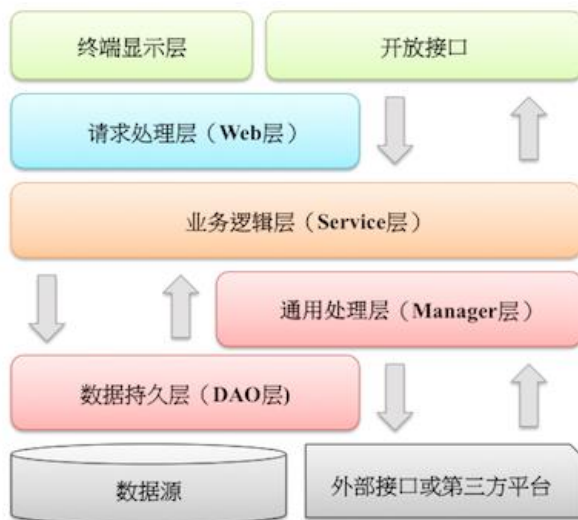 终端显示层
开放接口
请求处理层（Web层）
业务逻辑层（Service层）
通用处理层（Manager层）
数据持久层（DAO层)
数据源
外部接口或第三方平台